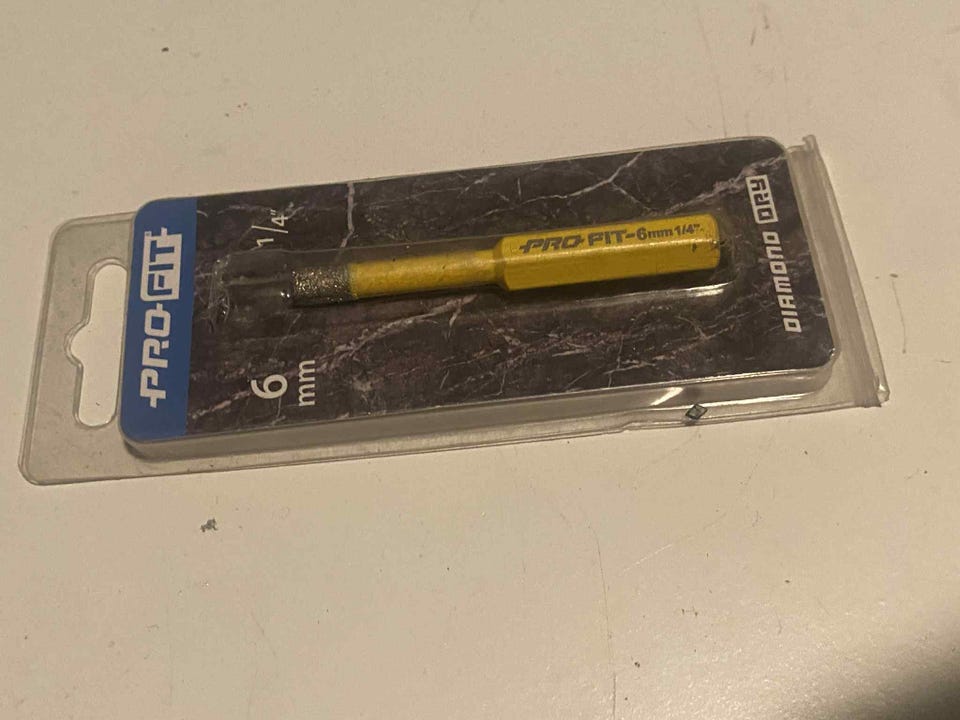 PRO FIT
1/4"
6
mm
PRO FIT-6mm 1/4"
DIAMOND DRY